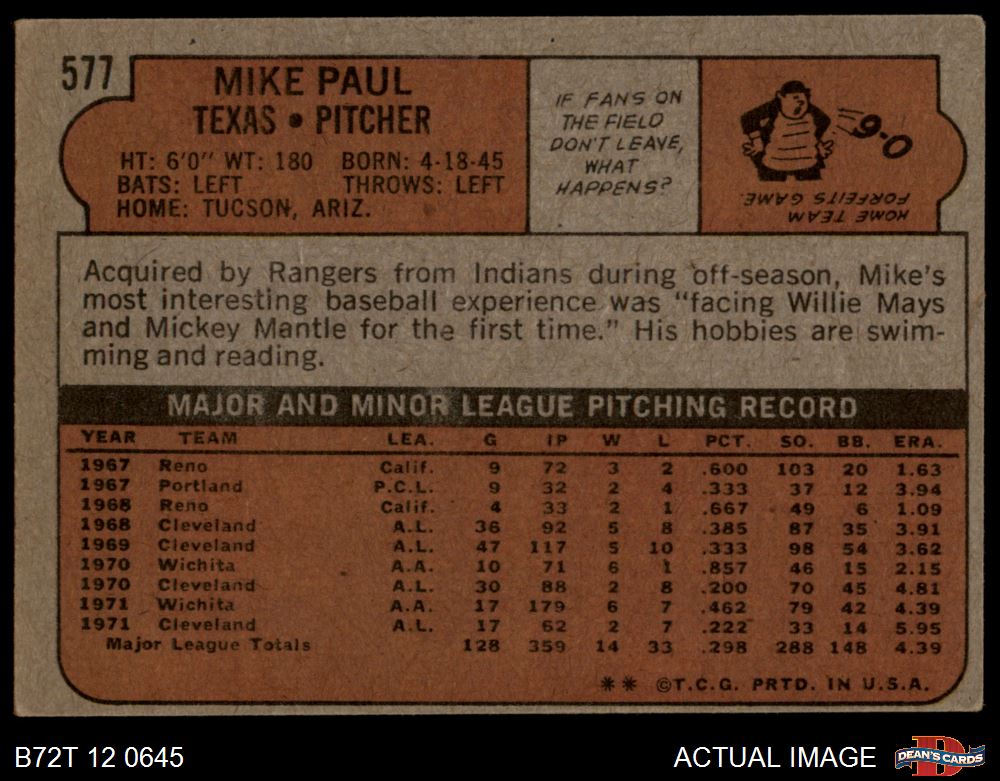 577
MIKE PAUL
TEXAS • PITCHER
HT: 6'0" WT: 180 BORN: 4-18-45
BATS: LEFT THROWS: LEFT
HOME: TUCSON, ARIZ.
IF FANS ON
THE FIELD
DON'T LEAVE,
WHAT
HAPPENS?
9-0
HOME TEAM
FORFEITS GAME.
Acquired by Rangers from Indians during off-season, Mike's
most interesting baseball experience was "facing Willie Mays
and Mickey Mantle for the first time." His hobbies are swim-
ming and reading.
MAJOR AND MINOR LEAGUE PITCHING RECORD
YEAR TEAM LEA. G IP W L PCT. SO. BB. ERA.
1967 Reno Calif. 9 72 3 2 .600 103 20 1.63
1967 Portland P.C.L. 9 32 2 4 .333 37 12 3.94
1968 Reno Calif. 4 33 2 1 .667 49 6 1.09
1968 Cleveland A.L. 36 92 5 8 .385 87 35 3.91
1969 Cleveland A.L. 47 117 5 10 .333 98 54 3.62
1970 Wichita A.A. 10 71 6 1 .857 46 15 2.15
1970 Cleveland A.L. 30 88 2 8 .200 70 45 4.81
1971 Wichita A.A. 17 179 6 7 .462 79 42 4.39
1971 Cleveland A.L. 17 62 2 7 .222 33 14 5.95
Major League Totals 128 359 14 33 .298 288 148 4.39
** ©T.C.G. PRTD. IN U.S.A.
B72T 12 0645
ACTUAL IMAGE
D
DEAN'S CARDS